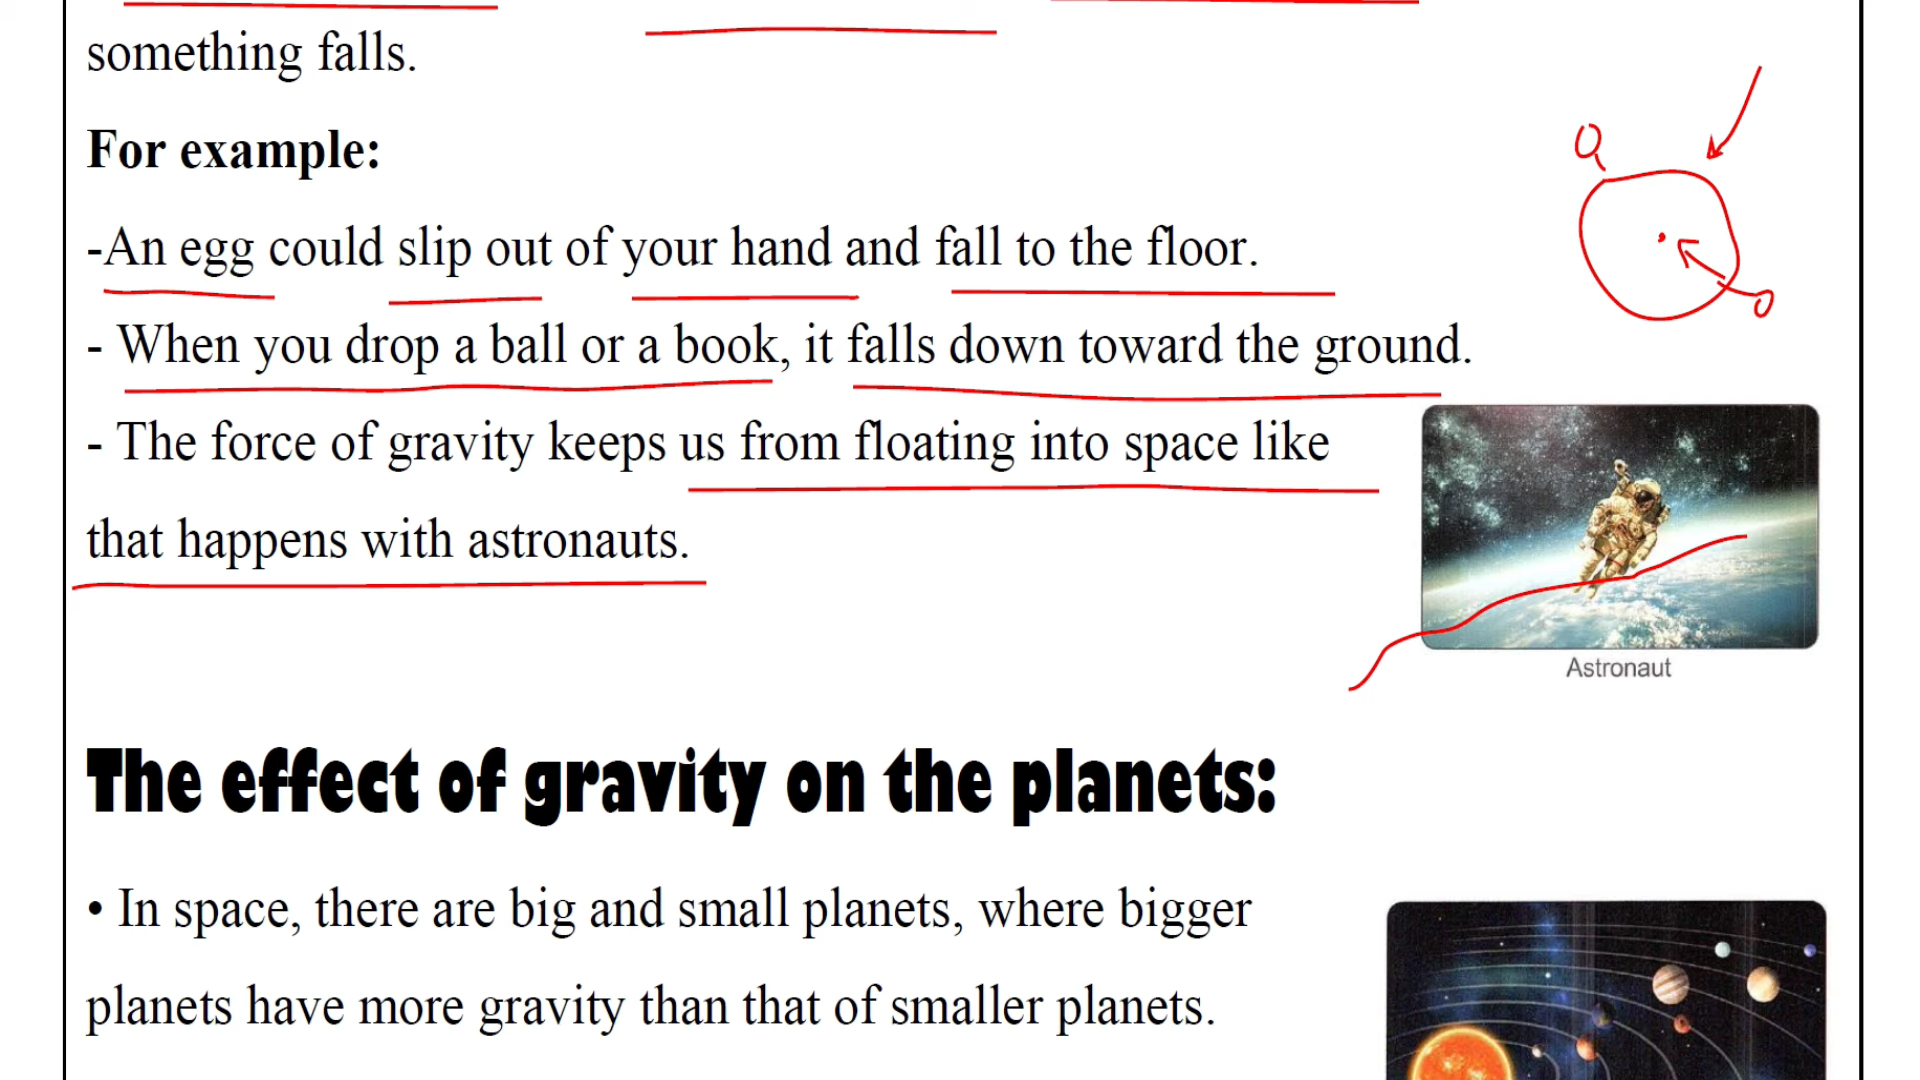 something falls.
For example:
-An egg could slip out of your hand and fall to the floor.
- When you drop a ball or a book, it falls down toward the ground.
- The force of gravity keeps us from floating into space like
that happens with astronauts.
Astronaut
The effect of gravity on the planets:
• In space, there are big and small planets, where bigger
planets have more gravity than that of smaller planets.